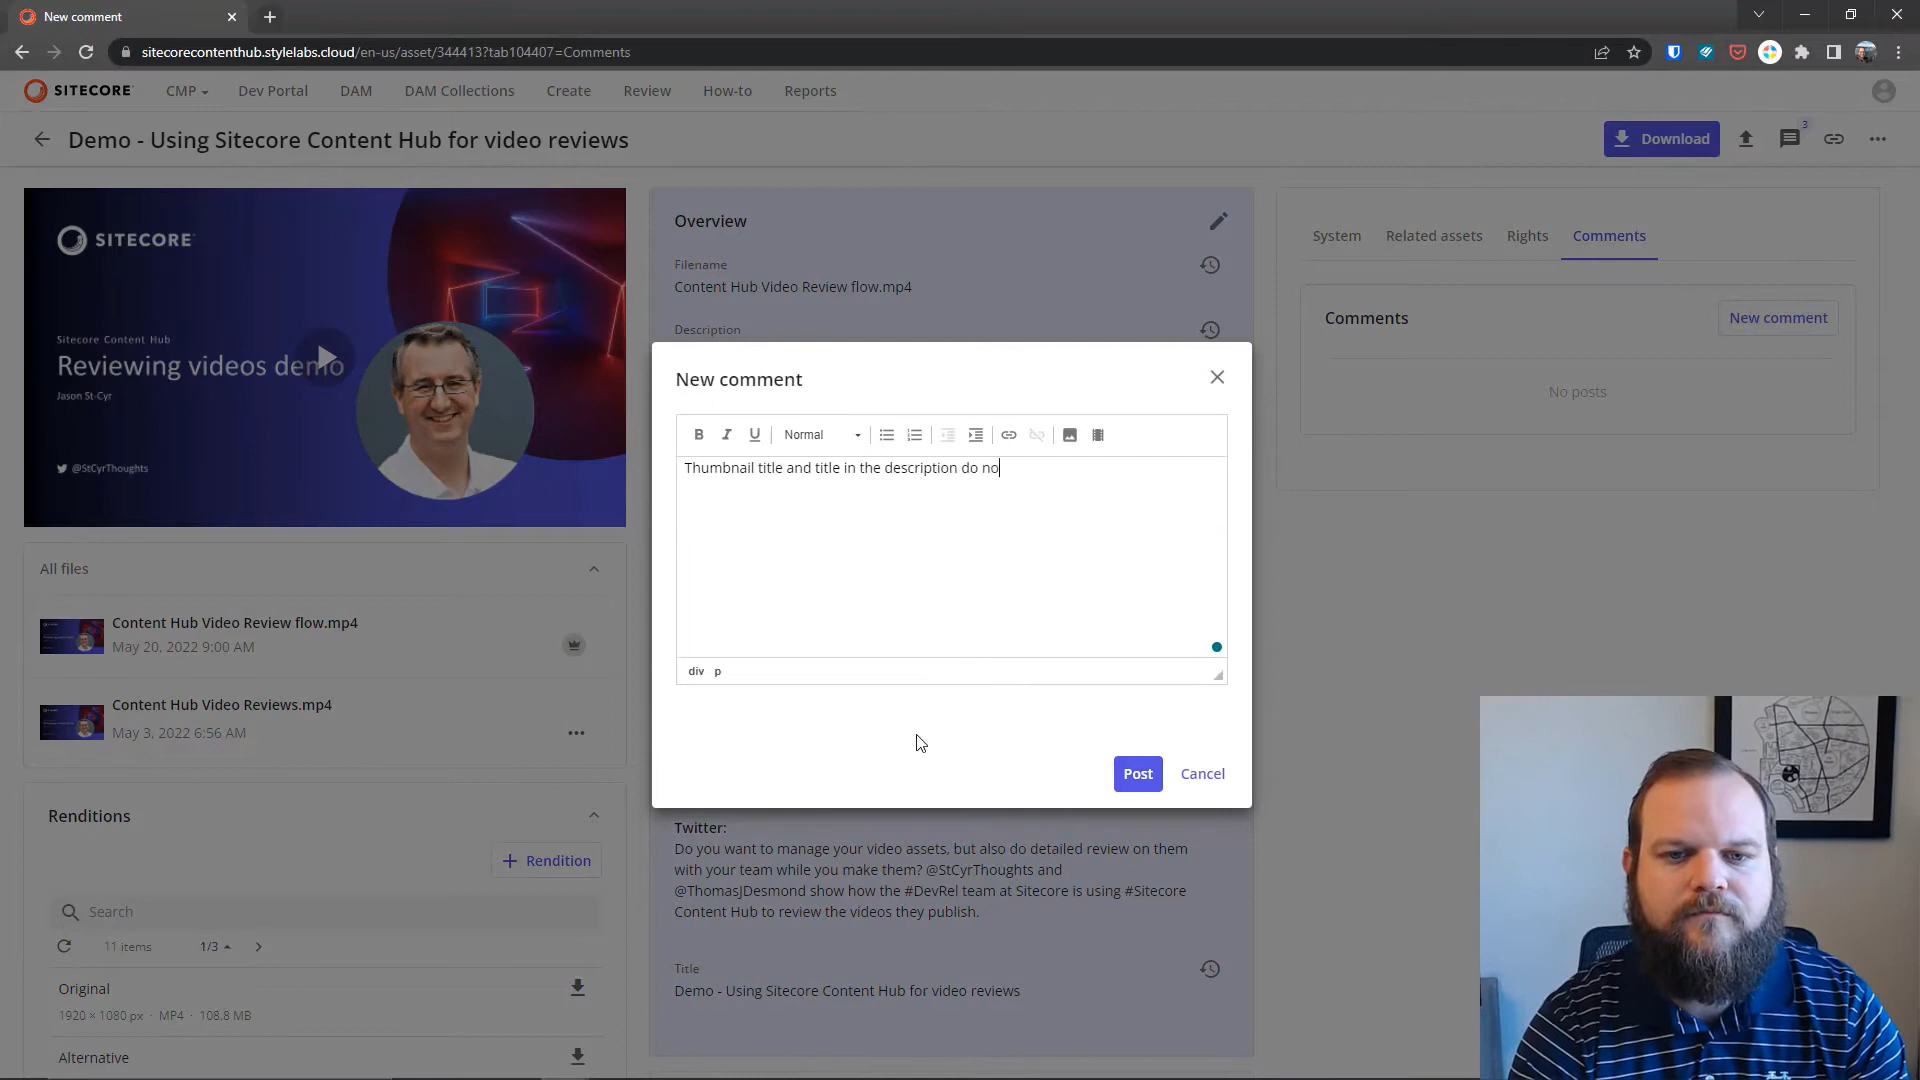 New comment
sitecorecontenthub.stylelabs.cloud/en-us/asset/344413?tab104407=Comments
SITECORE
CMP
Dev Portal
DAM
DAM Collections
Create
Review
How-to
Reports
Demo - Using Sitecore Content Hub for video reviews
Download
3
SITECORE
Sitecore Content Hub
Reviewing videos demo
Jason St-Cyr
@StCyrThoughts
Overview
Filename
Content Hub Video Review flow.mp4
Description
System
Related assets
Rights
Comments
Comments
New comment
No posts
New comment
B I U
Normal
Thumbnail title and title in the description do no
div p
Post
Cancel
All files
Content Hub Video Review flow.mp4
May 20, 2022 9:00 AM
Content Hub Video Reviews.mp4
May 3, 2022 6:56 AM
Renditions
Rendition
Search
11 items
1/3
Original
1920 × 1080 px · MP4 · 108.8 MB
Alternative
Twitter:
Do you want to manage your video assets, but also do detailed review on them
with your team while you make them? @StCyrThoughts and
@ThomasJDesmond show how the #DevRel team at Sitecore is using #Sitecore
Content Hub to review the videos they publish.
Title
Demo - Using Sitecore Content Hub for video reviews